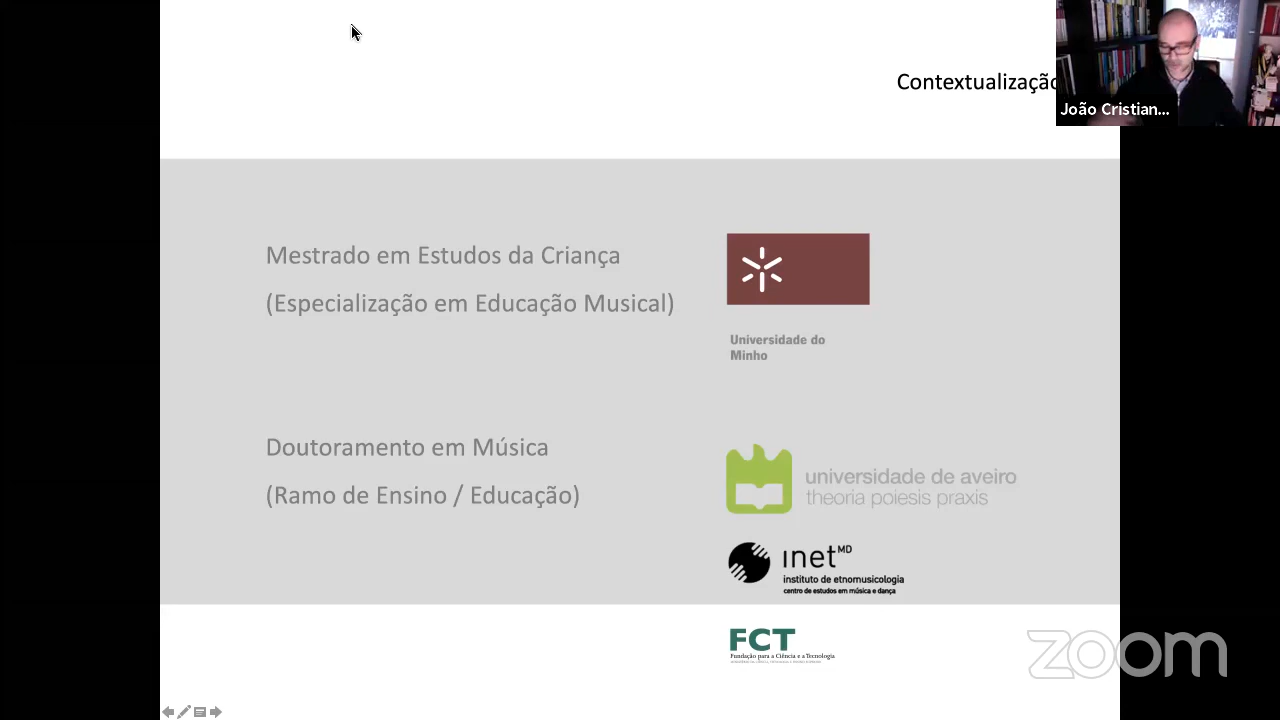 Contextualização
João Cristian...
Mestrado em Estudos da Criança
(Especialização em Educação Musical)
Universidade do
Minho
Doutoramento em Música
(Ramo de Ensino / Educação)
universidade de aveiro
theoria poiesis praxis
inet MD
instituto de etnomusicologia
centro de estudos em música e dança
FCT
Fundação para a Ciência e a Tecnologia
zoom